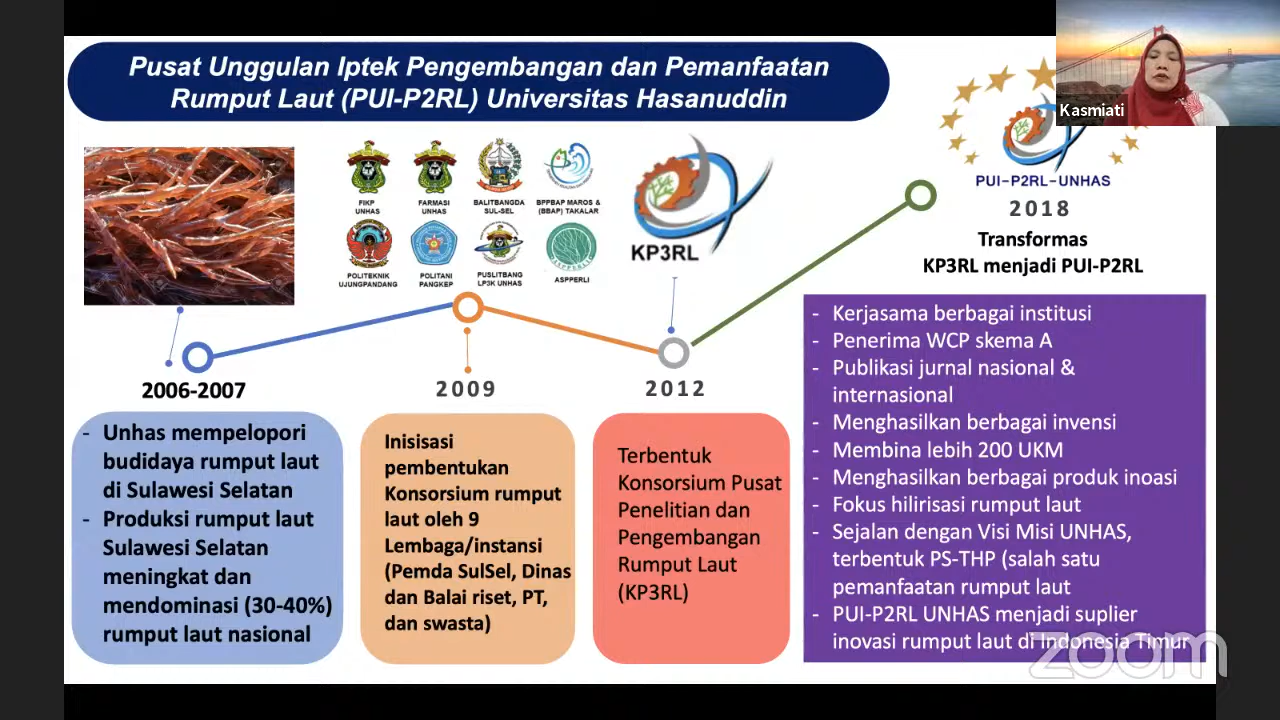 Pusat Unggulan Iptek Pengembangan dan Pemanfaatan
Rumput Laut (PUI-P2RL) Universitas Hasanuddin
Kasmiati
FIKP
UNHAS
FARMASI
UNHAS
BALITBANGDA
SUL-SEL
BPPBAP MAROS &
(BBAP) TAKALAR
POLITEKNIK
UJUNGPANDANG
POLITANI
PANGKEP
PUSLITBANG
LP3K UNHAS
ASPPERLI
KP3RL
PUI-P2RL-UNHAS
2018
Transformas
KP3RL menjadi PUI-P2RL
2006-2007
- Unhas mempelopori
budidaya rumput laut
di Sulawesi Selatan
- Produksi rumput laut
Sulawesi Selatan
meningkat dan
mendominasi (30-40%)
rumput laut nasional
2009
Inisisasi
pembentukan
Konsorsium rumput
laut oleh 9
Lembaga/instansi
(Pemda SulSel, Dinas
dan Balai riset, PT,
dan swasta)
2012
Terbentuk
Konsorsium Pusat
Penelitian dan
Pengembangan
Rumput Laut
(KP3RL)
- Kerjasama berbagai institusi
- Penerima WCP skema A
- Publikasi jurnal nasional &
internasional
- Menghasilkan berbagai invensi
- Membina lebih 200 UKM
- Menghasilkan berbagai produk inoasi
- Fokus hilirisasi rumput laut
- Sejalan dengan Visi Misi UNHAS,
terbentuk PS-THP (salah satu
pemanfaatan rumput laut
- PUI-P2RL UNHAS menjadi suplier
inovasi rumput laut di Indonesia Timur
zoom